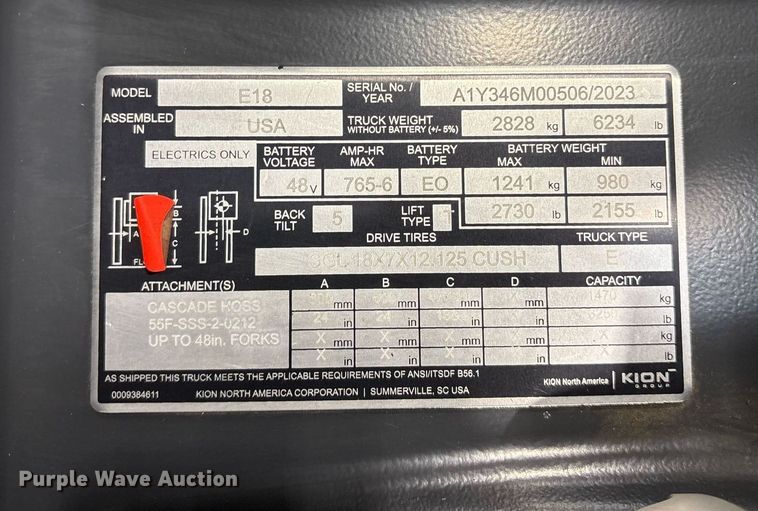 MODEL E18 SERIAL No. / YEAR A1Y346M00506/2023
ASSEMBLED IN USA TRUCK WEIGHT WITHOUT BATTERY (+/- 5%) 2828 kg 6234 lb
ELECTRICS ONLY BATTERY VOLTAGE AMP-HR MAX BATTERY TYPE BATTERY WEIGHT MAX MIN
48 V 765-6 EO 1241 kg 980 kg
BACK TILT 5 LIFT TYPE 2730 lb 2155 lb
A B C D
DRIVE TIRES TRUCK TYPE
18X7X12.125 CUSH E
ATTACHMENT(S) A B C D CAPACITY
CASCADE HOSS mm mm mm mm 1470 kg
55F-SSS-2-0212 24 in 24 in in in lb
UP TO 48in. FORKS X mm X mm X mm X mm X kg
X in X in X in X in X lb
AS SHIPPED THIS TRUCK MEETS THE APPLICABLE REQUIREMENTS OF ANSI/ITSDF B56.1
0009384611 KION NORTH AMERICA CORPORATION | SUMMERVILLE, SC USA
KION North America | KION GROUP
Purple Wave Auction